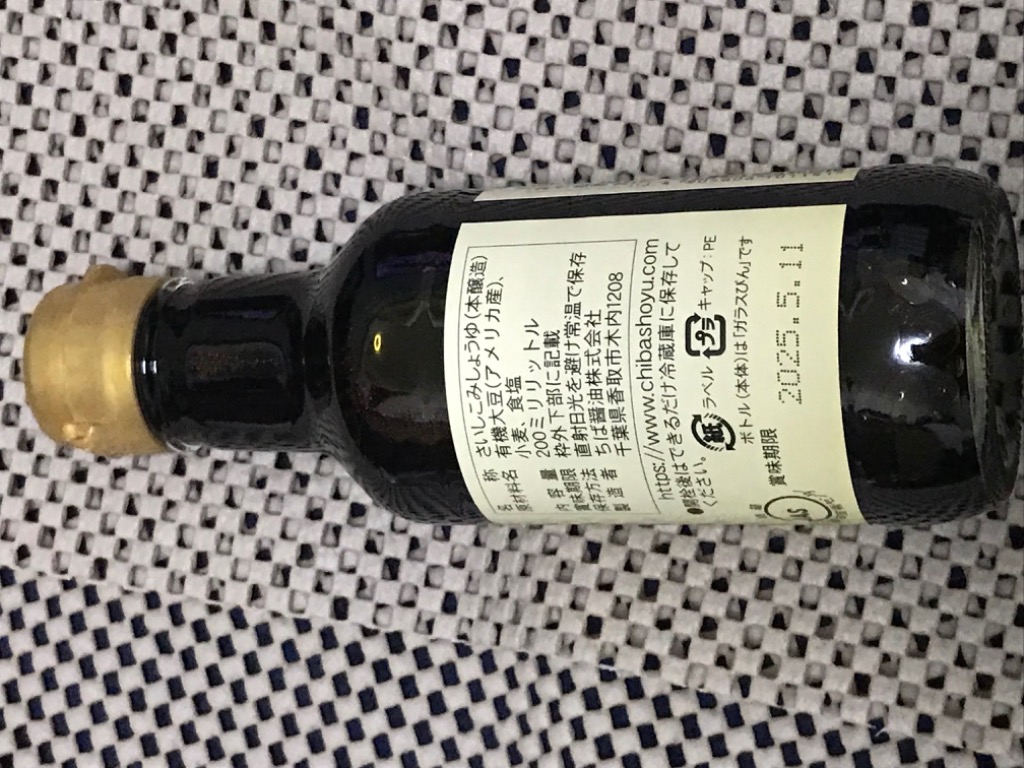 名 称 さいしこみしょうゆ(本醸造)
原材料名 有機大豆(アメリカ産)、
小麦、食塩
内 容 量 200ミリリットル
賞味期限 枠外下部に記載
保存方法 直射日光を避け常温で保存
製 造 者 ちば醤油株式会社
千葉県香取市木内1208
https://www.chibashoyu.com
●開栓後はできるだけ冷蔵庫に保存して
ください。
紙 ラベル プラ キャップ:PE
ボトル(本体)は「ガラスびん」です
賞味期限 2025.5.11